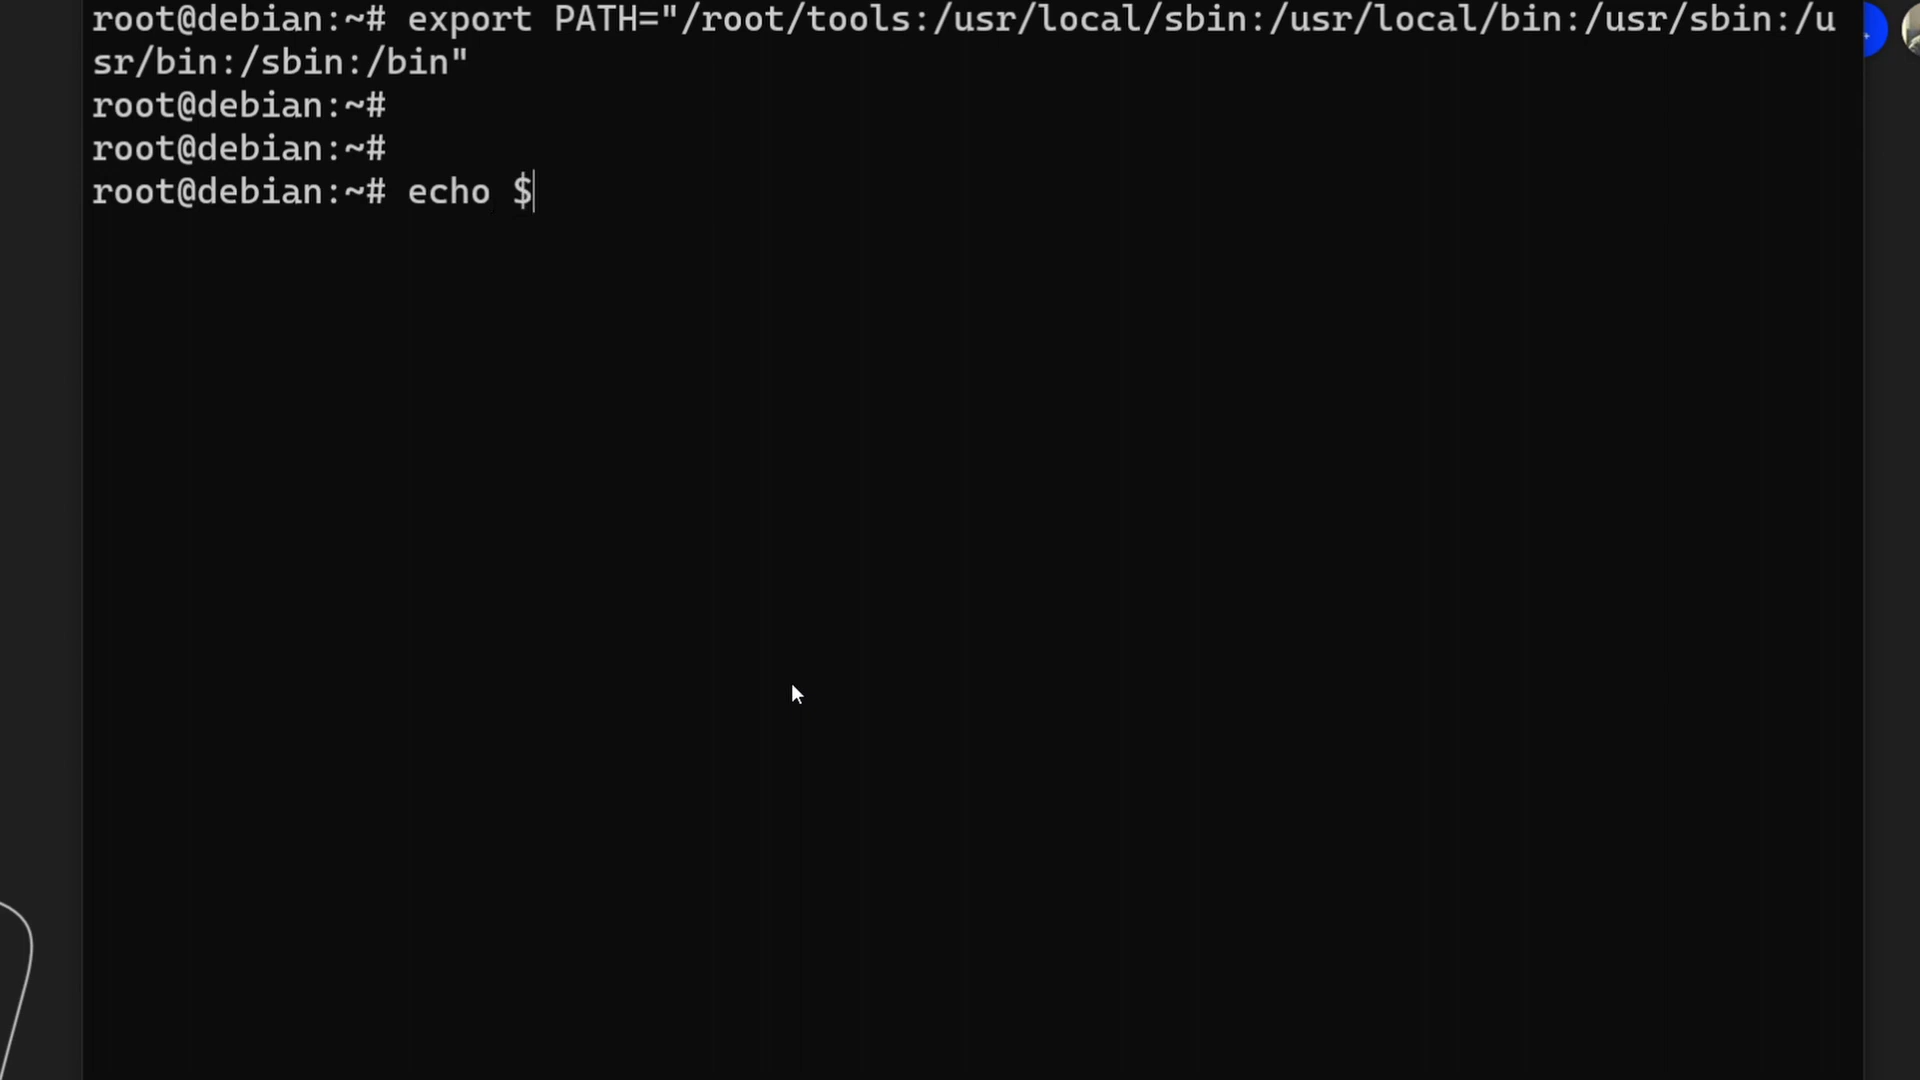 root@debian:~# export PATH="/root/tools:/usr/local/sbin:/usr/local/bin:/usr/sbin:/u
sr/bin:/sbin:/bin"
root@debian:~#
root@debian:~#
root@debian:~# echo $